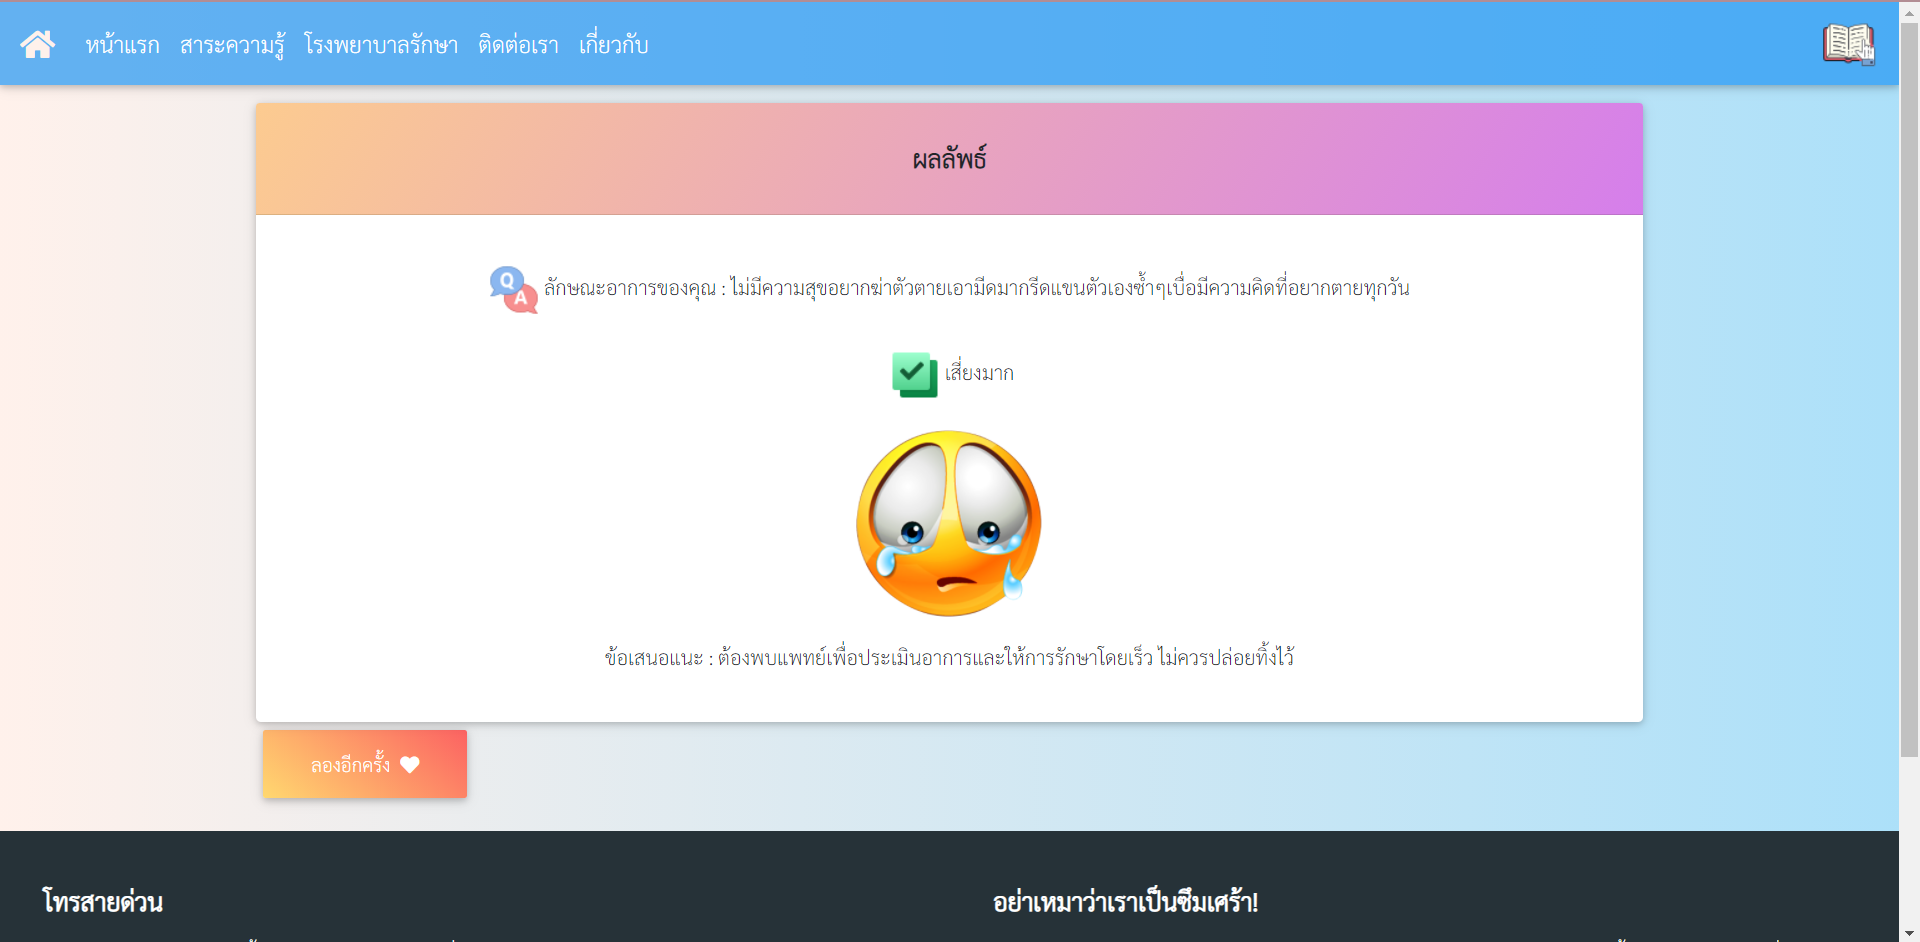 หน้าแรก สาระความรู้ โรงพยาบาลรักษา ติดต่อเรา เกี่ยวกับ
ผลลัพธ์
Q A ลักษณะอาการของคุณ : ไม่มีความสุขอยากฆ่าตัวตายเอามีดมากรีดแขนตัวเองซ้ำๆเบื่อมีความคิดที่อยากตายทุกวัน
เสี่ยงมาก
ข้อเสนอแนะ : ต้องพบแพทย์เพื่อประเมินอาการและให้การรักษาโดยเร็ว ไม่ควรปล่อยทิ้งไว้
ลองอีกครั้ง
โทรสายด่วน
อย่าเหมาว่าเราเป็นซึมเศร้า!